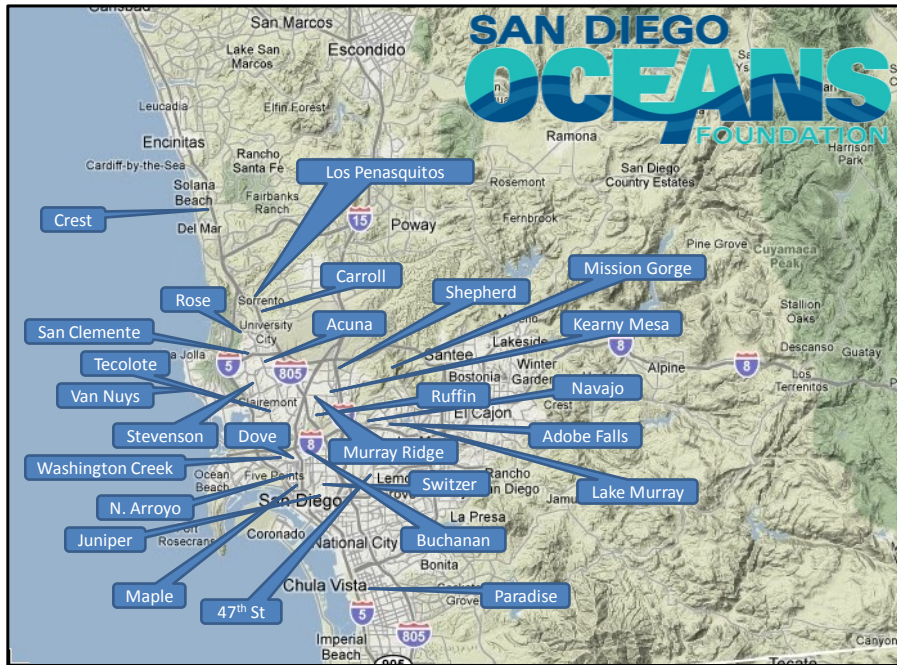 San Marcos
Escondido
SAN DIEGO
OCEANS
FOUNDATION
Lake San
Marcos
Leucadia
Elfin Forest
Encinitas
Ramona
Harrison
Park
Cardiff-by-the-Sea
Rancho
Santa Fe
Los Penasquitos
San Diego
Country Estates
Solana
Beach
Fairbanks
Ranch
Rosemont
Crest
15
Fernbrook
Del Mar
Poway
Pine Grove
Cuyamaca
Peak
Carroll
Mission Gorge
Shepherd
Rose
Sorrento
Stallion
Oaks
San Clemente
University
City
Acuna
Kearny Mesa
Lakeside
8
Descanso
Guatay
Tecolote
Jolla
5
805
Santee
Bostonia
Winter
Alpine
8
Los
Terrenitos
Van Nuys
Clairemont
Ruffin
Navajo
El Cajon
Crest
Stevenson
Dove
8
Murray Ridge
Adobe Falls
Washington Creek
Ocean
Beach
Five Points
Switzer
Rancho
San Diego
Lake Murray
N. Arroyo
San Diego
La Presa
Juniper
Rosecrans
Coronado
National City
Buchanan
Bonita
Maple
47th St
Chula Vista
Paradise
5
805
Imperial
Beach
905
Canyon
Tecate